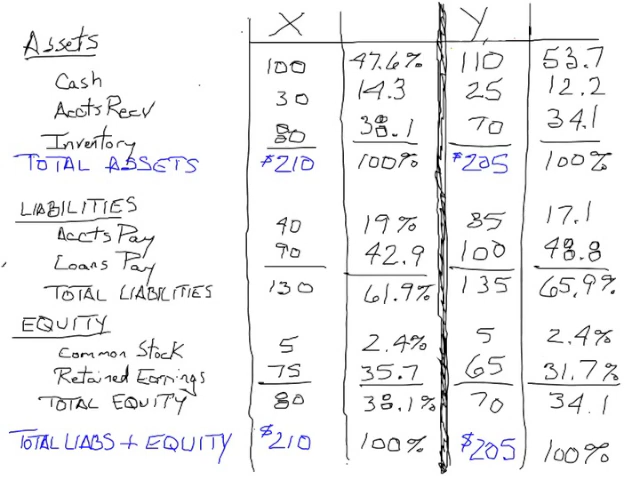 X Y
Assets
Cash 100 47.6% 110 53.7
Accts Recv 30 14.3 25 12.2
Inventory 80 38.1 70 34.1
TOTAL ASSETS $210 100% $205 100%
LIABILITIES
Accts Pay 40 19% 35 17.1
Loans Pay 90 42.9 100 48.8
TOTAL LIABILITIES 130 61.9% 135 65.9%
EQUITY
Common Stock 5 2.4% 5 2.4%
Retained Earnings 75 35.7 65 31.7%
TOTAL EQUITY 80 38.1% 70 34.1
TOTAL LIABS + EQUITY $210 100% $205 100%